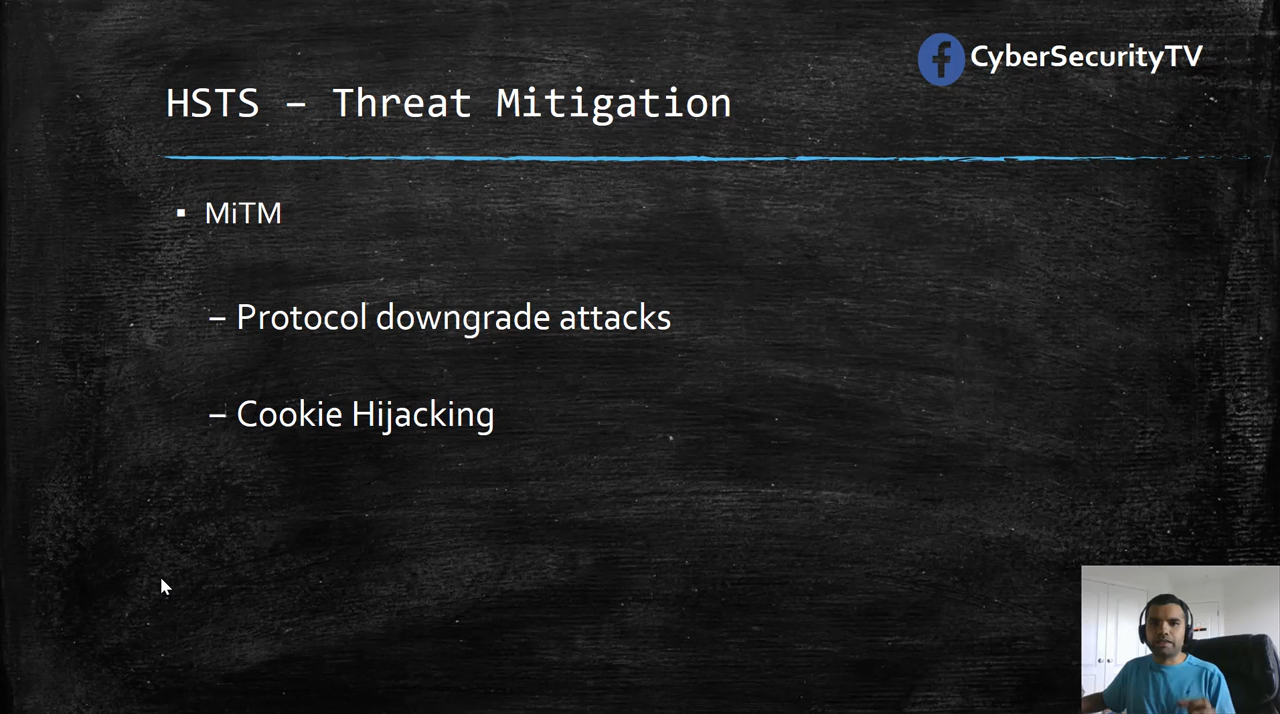 CyberSecurityTV
HSTS – Threat Mitigation
▪ MiTM
– Protocol downgrade attacks
– Cookie Hijacking